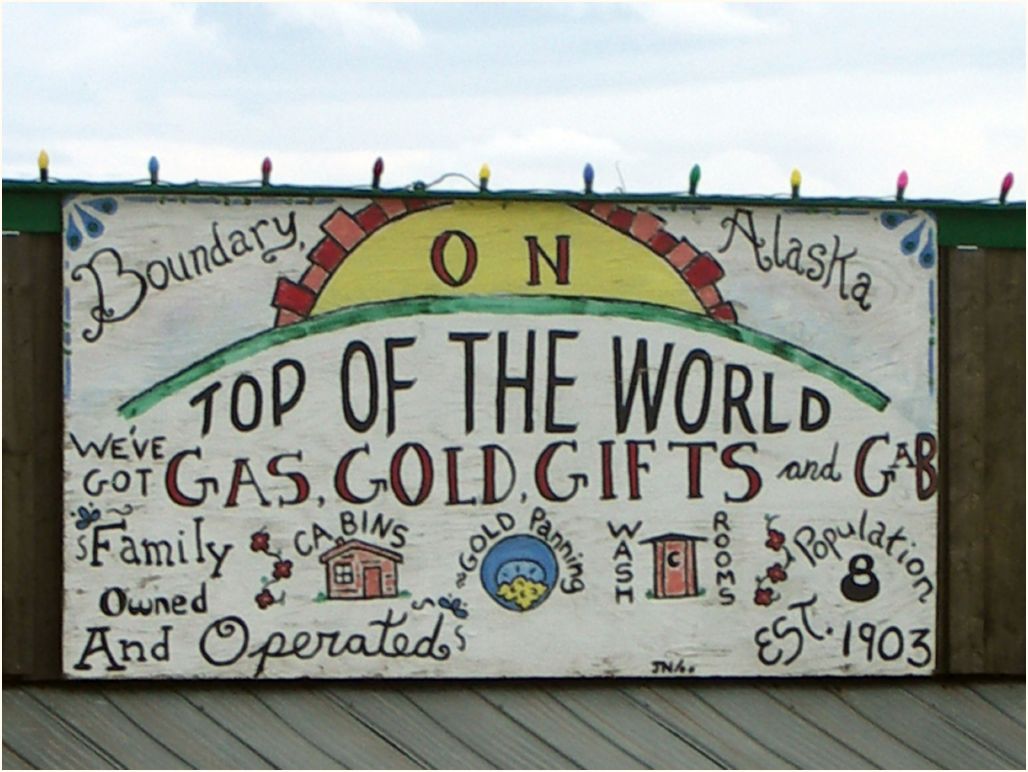 Boundary, Alaska
ON
TOP OF THE WORLD
WE'VE GOT GAS, GOLD, GIFTS and GAB
Family
Owned
And Operated
CABINS
GOLD Panning
WASH ROOMS
C
Population
8
EST. 1903